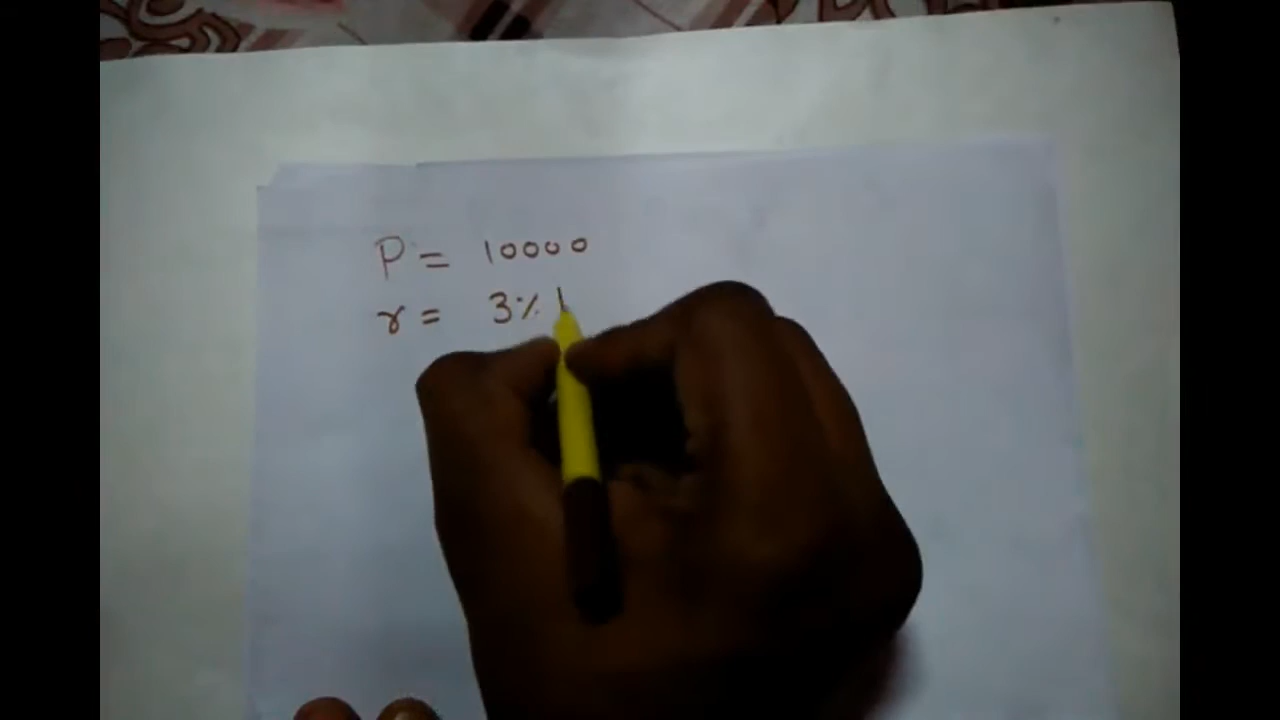 P = 10000
r = 3%